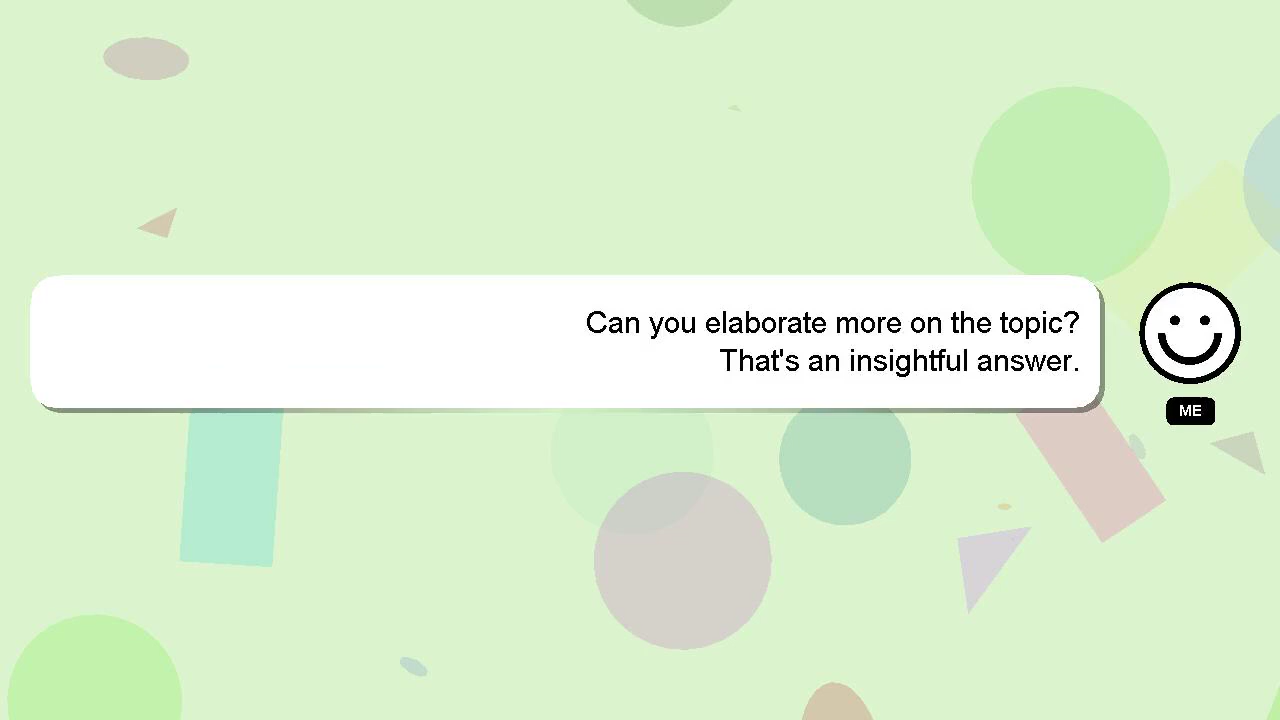 Can you elaborate more on the topic?
That's an insightful answer.
ME